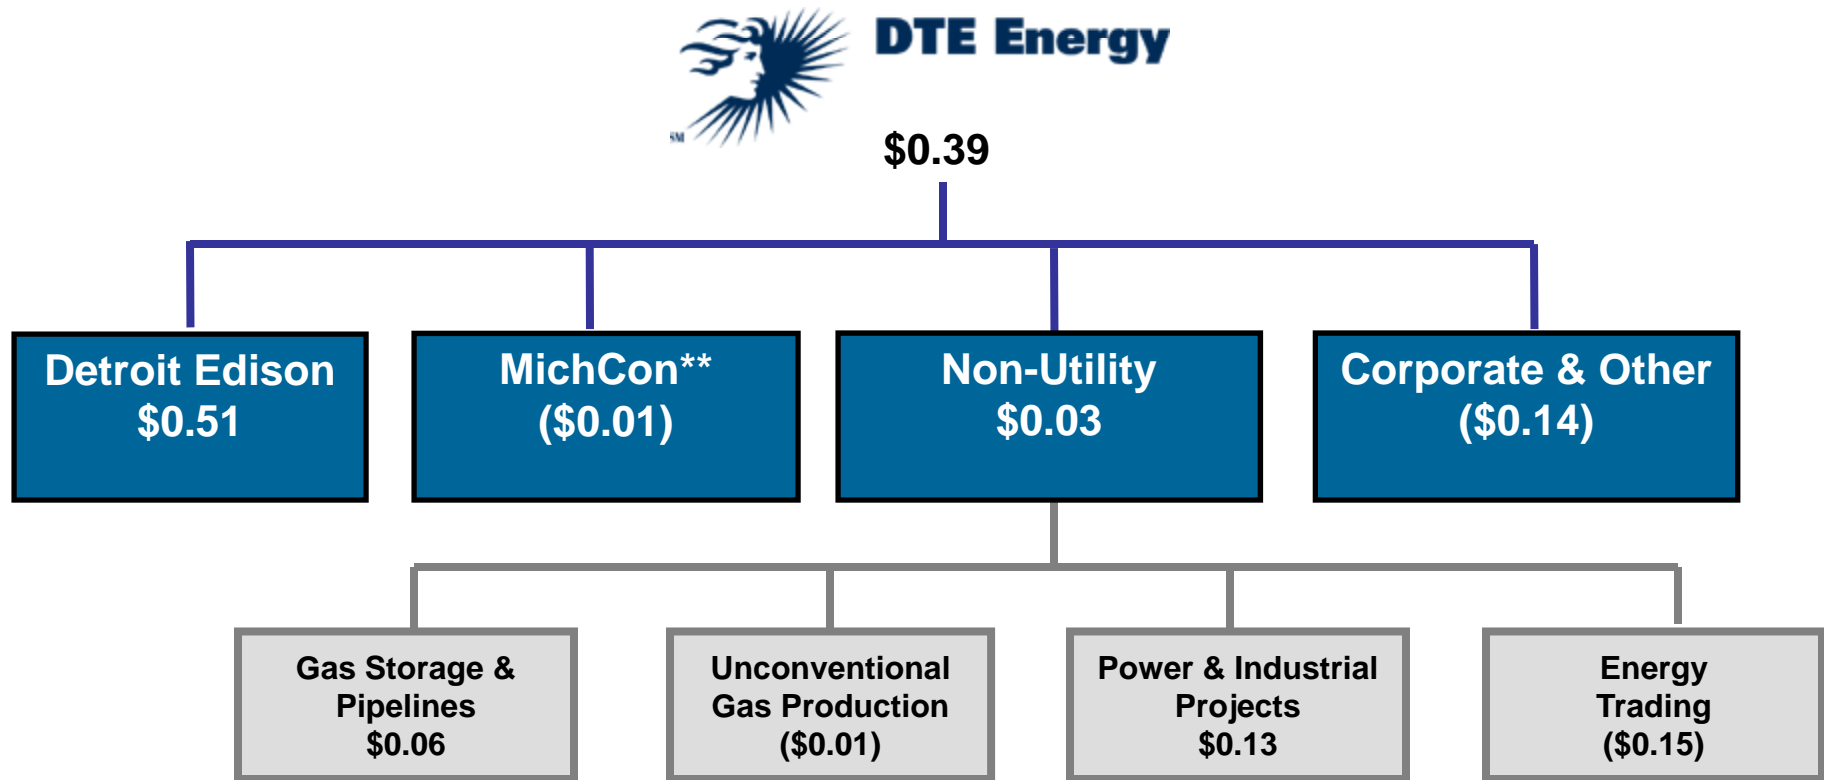 DTE Energy
SM
$0.39
Detroit Edison
$0.51
MichCon**
($0.01)
Non-Utility
$0.03
Corporate & Other
($0.14)
Gas Storage &
Pipelines
$0.06
Unconventional
Gas Production
($0.01)
Power & Industrial
Projects
$0.13
Energy
Trading
($0.15)